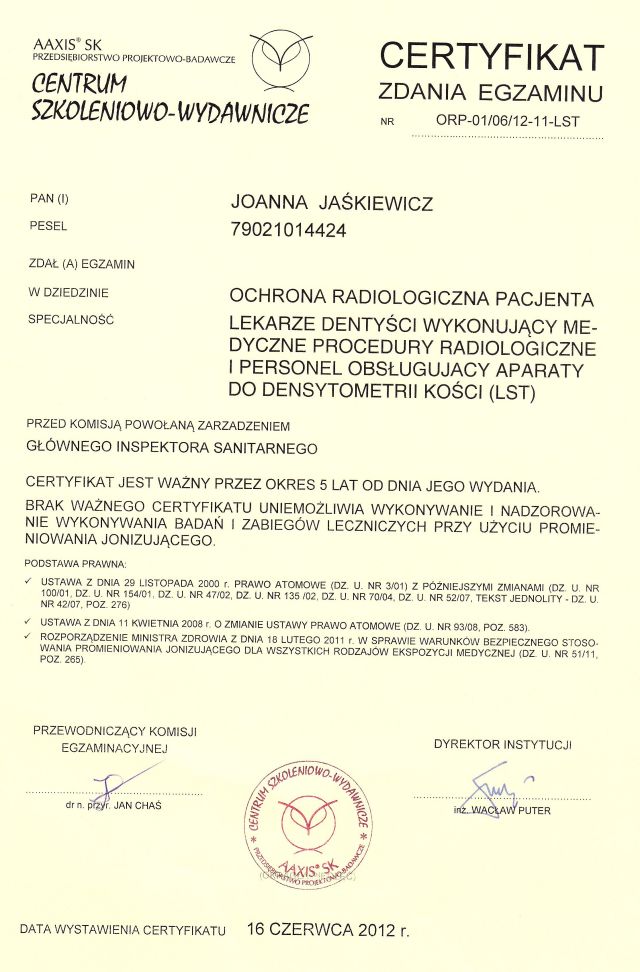 AAXIS® SK
PRZEDSIĘBIORSTWO PROJEKTOWO-BADAWCZE
CENTRUM
SZKOLENIOWO-WYDAWNICZE
CERTYFIKAT
ZDANIA EGZAMINU
NR ORP-01/06/12-11-LST
PAN (I) JOANNA JAŚKIEWICZ
PESEL 79021014424
ZDAŁ (A) EGZAMIN
W DZIEDZINIE OCHRONA RADIOLOGICZNA PACJENTA
SPECJALNOŚĆ LEKARZE DENTYŚCI WYKONUJĄCY ME-
DYCZNE PROCEDURY RADIOLOGICZNE
I PERSONEL OBSŁUGUJACY APARATY
DO DENSYTOMETRII KOŚCI (LST)
PRZED KOMISJĄ POWOŁANĄ ZARZADZENIEM
GŁÓWNEGO INSPEKTORA SANITARNEGO
CERTYFIKAT JEST WAŻNY PRZEZ OKRES 5 LAT OD DNIA JEGO WYDANIA.
BRAK WAŻNEGO CERTYFIKATU UNIEMOŻLIWIA WYKONYWANIE I NADZOROWA-
NIE WYKONYWANIA BADAŃ I ZABIEGÓW LECZNICZYCH PRZY UŻYCIU PROMIE-
NIOWANIA JONIZUJĄCEGO.
PODSTAWA PRAWNA:
✓ USTAWA Z DNIA 29 LISTOPADA 2000 r. PRAWO ATOMOWE (DZ. U. NR 3/01) Z PÓŹNIEJSZYMI ZMIANAMI (DZ. U. NR
100/01, DZ. U. NR 154/01, DZ. U. NR 47/02, DZ. U. NR 135 /02, DZ. U. NR 70/04, DZ. U. NR 52/07, TEKST JEDNOLITY - DZ. U.
NR 42/07, POZ. 276)
✓ USTAWA Z DNIA 11 KWIETNIA 2008 r. O ZMIANIE USTAWY PRAWO ATOMOWE (DZ. U. NR 93/08, POZ. 583).
✓ ROZPORZĄDZENIE MINISTRA ZDROWIA Z DNIA 18 LUTEGO 2011 r. W SPRAWIE WARUNKÓW BEZPIECZNEGO STOSO-
WANIA PROMIENIOWANIA JONIZUJĄCEGO DLA WSZYSTKICH RODZAJÓW EKSPOZYCJI MEDYCZNEJ (DZ. U. NR 51/11,
POZ. 265).
PRZEWODNICZĄCY KOMISJI
EGZAMINACYJNEJ
dr n. przyr. JAN CHAŚ
DYREKTOR INSTYTUCJI
inż. WACŁAW PUTER
CENTRUM SZKOLENIOWO-WYDAWNICZE
AAXIS® SK
PRZEDSIĘBIORSTWO PROJEKTOWO-BADAWCZE
DATA WYSTAWIENIA CERTYFIKATU 16 CZERWCA 2012 r.